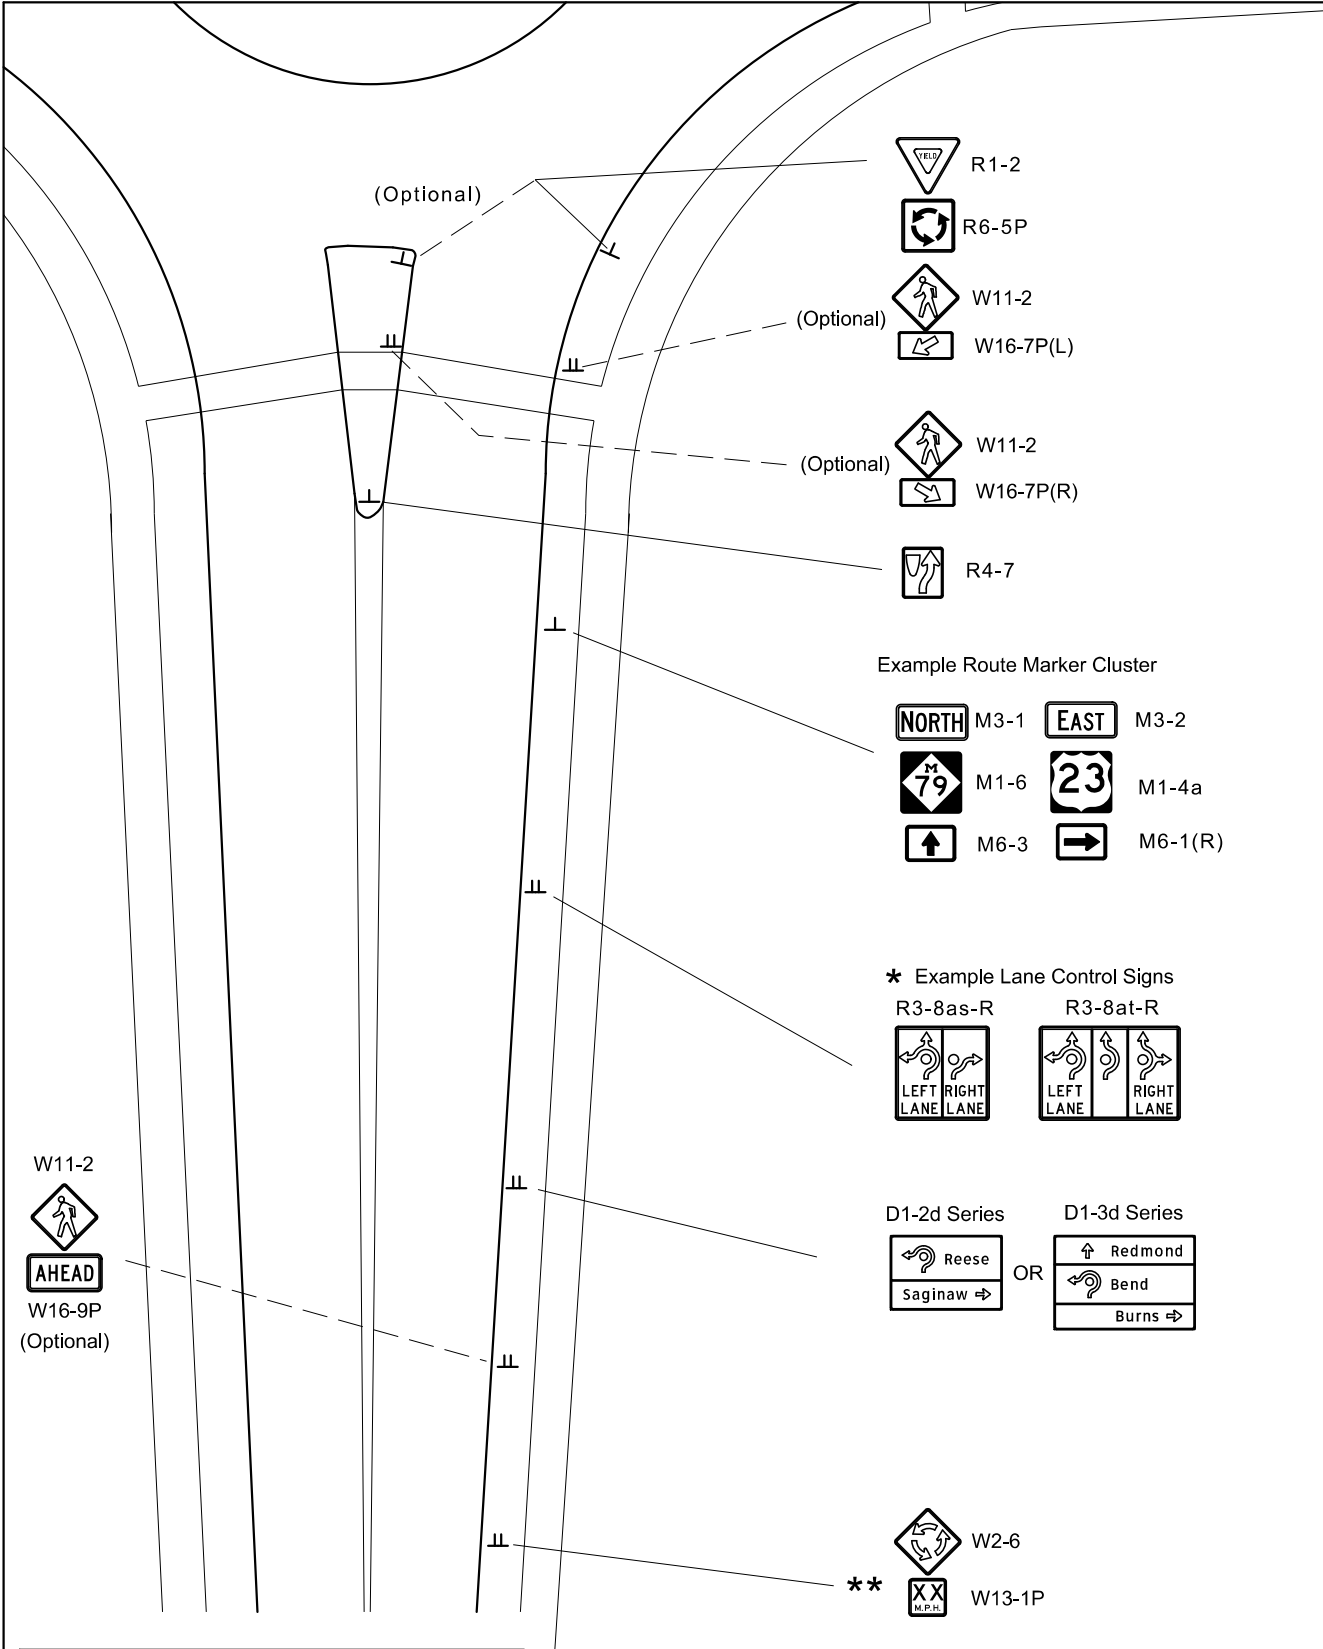 (Optional)
YIELD
R1-2
R6-5P
(Optional)
W11-2
W16-7P(L)
(Optional)
W11-2
W16-7P(R)
R4-7
Example Route Marker Cluster
NORTH M3-1 EAST M3-2
M 79 M1-6 23 M1-4a
M6-3 M6-1(R)
* Example Lane Control Signs
R3-8as-R R3-8at-R
LEFT RIGHT LEFT RIGHT
LANE LANE LANE LANE
W11-2
AHEAD
W16-9P
(Optional)
D1-2d Series D1-3d Series
Reese
Saginaw
OR
Redmond
Bend
Burns
W2-6
** XX M.P.H. W13-1P